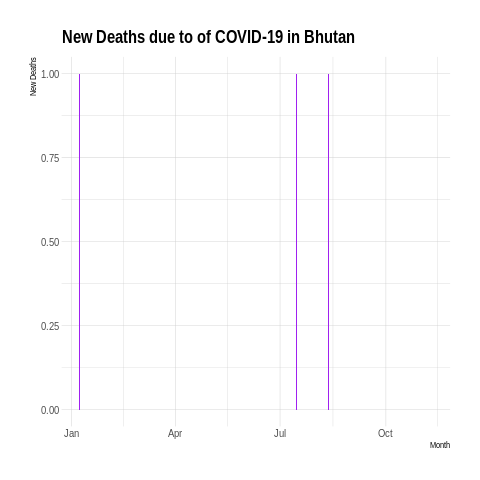 New Deaths due to of COVID-19 in Bhutan
New Deaths
1.00
0.75
0.50
0.25
0.00
Jan Apr Jul Oct
Month